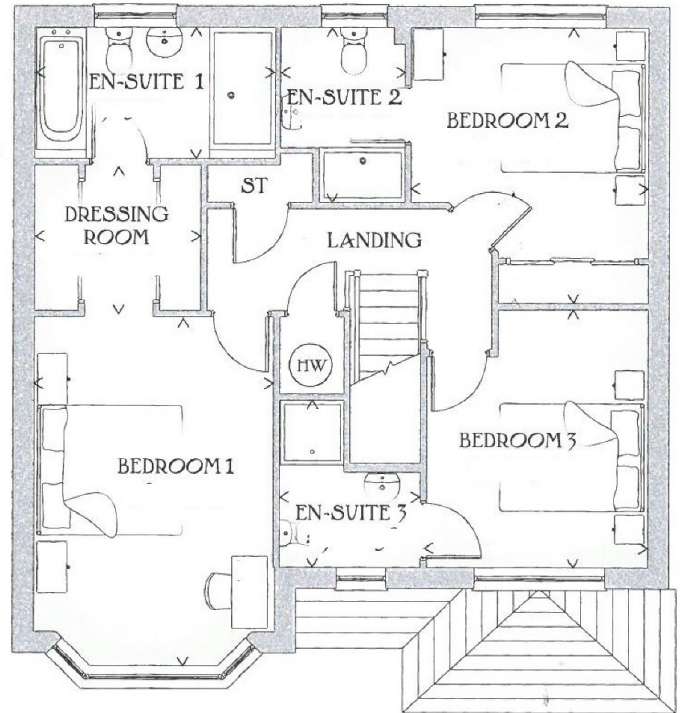 EN-SUITE 1
EN-SUITE 2
BEDROOM 2
ST
DRESSING
ROOM
LANDING
HW
BEDROOM 1
BEDROOM 3
EN-SUITE 3